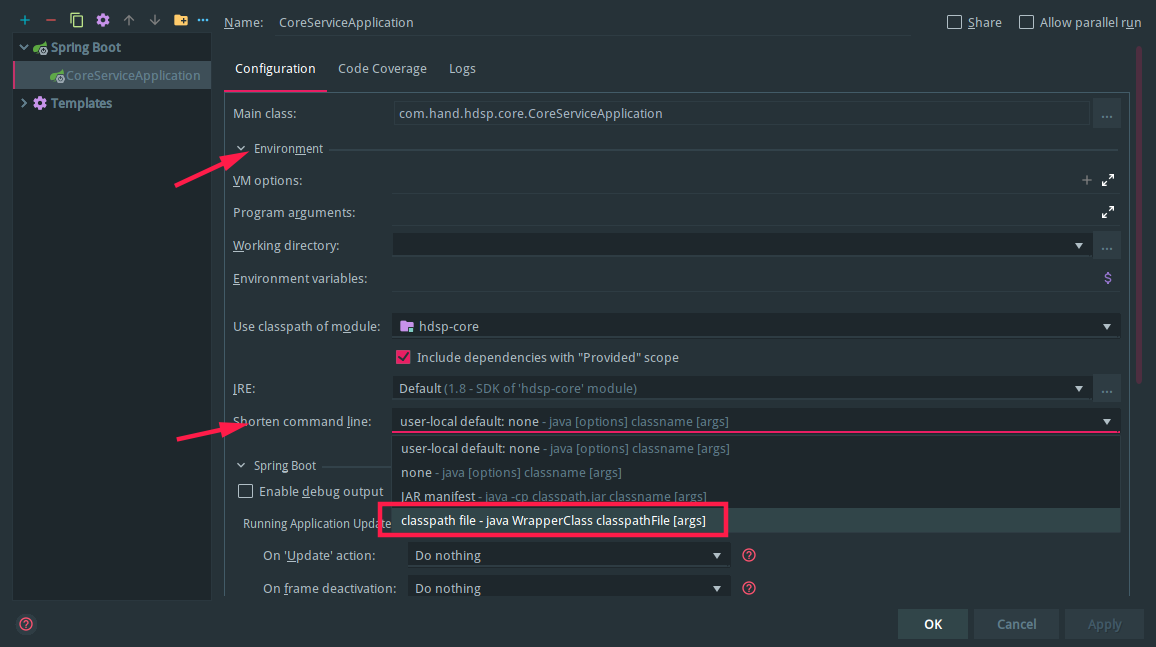 Name: CoreServiceApplication Share Allow parallel run
Spring Boot
CoreServiceApplication
Templates
Configuration Code Coverage Logs
Main class: com.hand.hdsp.core.CoreServiceApplication ...
Environment
VM options:
Program arguments:
Working directory: ...
Environment variables: $
Use classpath of module: hdsp-core
Include dependencies with "Provided" scope
JRE: Default (1.8 - SDK of 'hdsp-core' module) ...
Shorten command line: user-local default: none - java [options] classname [args]
user-local default: none - java [options] classname [args]
none - java [options] classname [args]
JAR manifest - java -cp classpath.jar classname [args]
classpath file - java WrapperClass classpathFile [args]
Spring Boot
Enable debug output
Running Application Update
On 'Update' action: Do nothing ?
On frame deactivation: Do nothing ?
? OK Cancel Apply